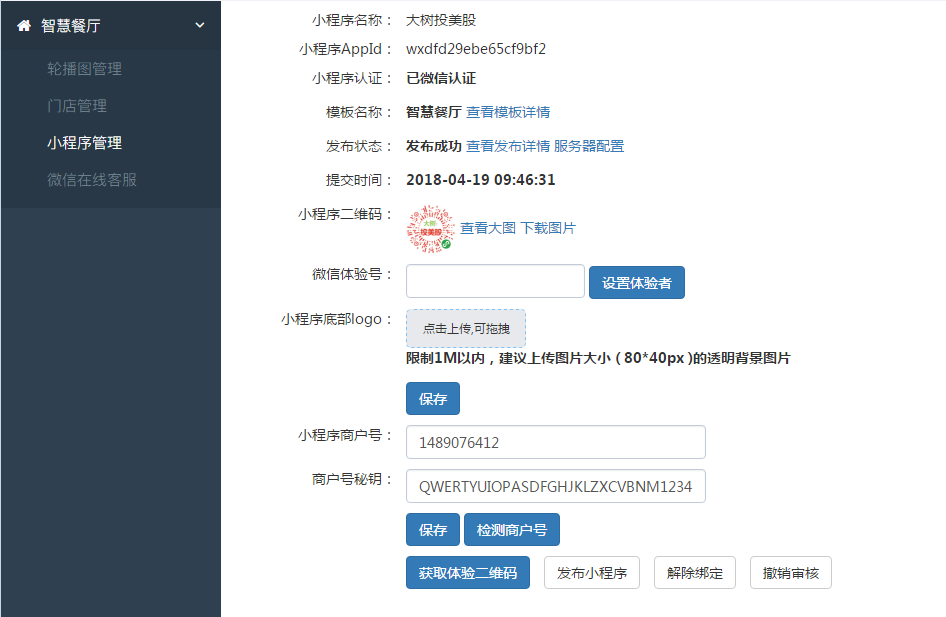 智慧餐厅
轮播图管理
门店管理
小程序管理
微信在线客服
小程序名称： 大树投美股
小程序AppId： wxdfd29ebe65cf9bf2
小程序认证： 已微信认证
模板名称： 智慧餐厅 查看模板详情
发布状态： 发布成功 查看发布详情 服务器配置
提交时间： 2018-04-19 09:46:31
小程序二维码： 大树 投美股 查看大图 下载图片
微信体验号： 设置体验者
小程序底部logo： 点击上传,可拖拽
限制1M以内，建议上传图片大小（80*40px )的透明背景图片
保存
小程序商户号： 1489076412
商户号秘钥： QWERTYUIOPASDFGHJKLZXCVBNM1234
保存 检测商户号
获取体验二维码 发布小程序 解除绑定 撤销审核